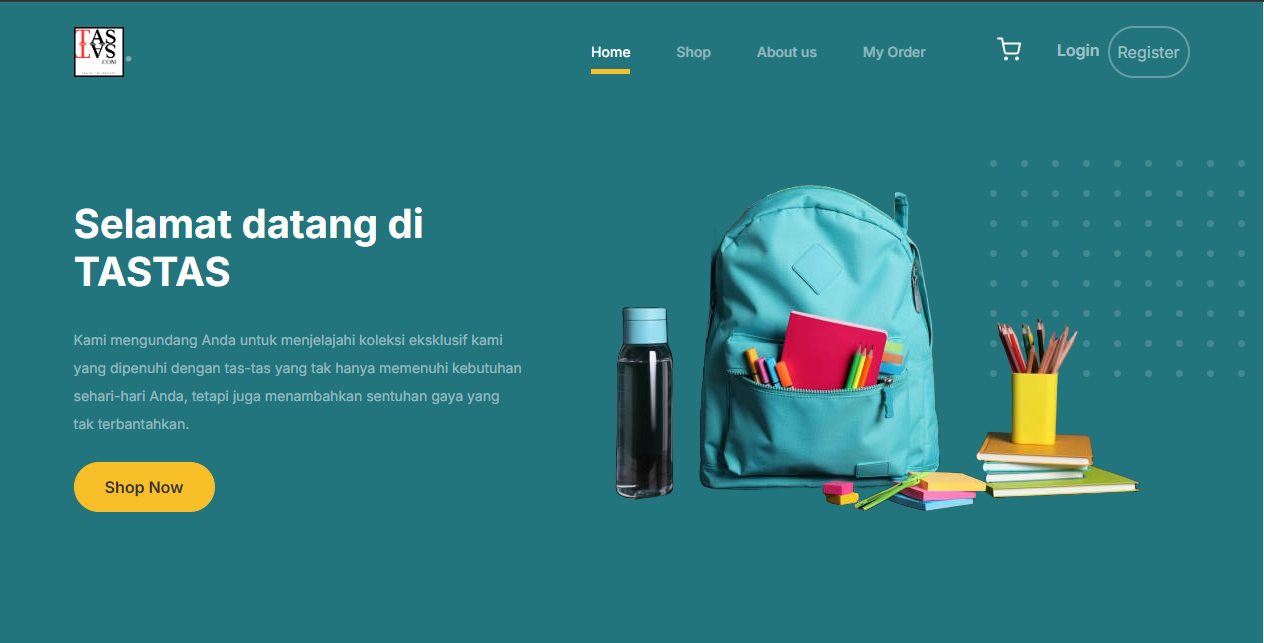 TAS
TAS
.COM
Home
Shop
About us
My Order
Login
Register
Selamat datang di
TASTAS
Kami mengundang Anda untuk menjelajahi koleksi eksklusif kami
yang dipenuhi dengan tas-tas yang tak hanya memenuhi kebutuhan
sehari-hari Anda, tetapi juga menambahkan sentuhan gaya yang
tak terbantahkan.
Shop Now